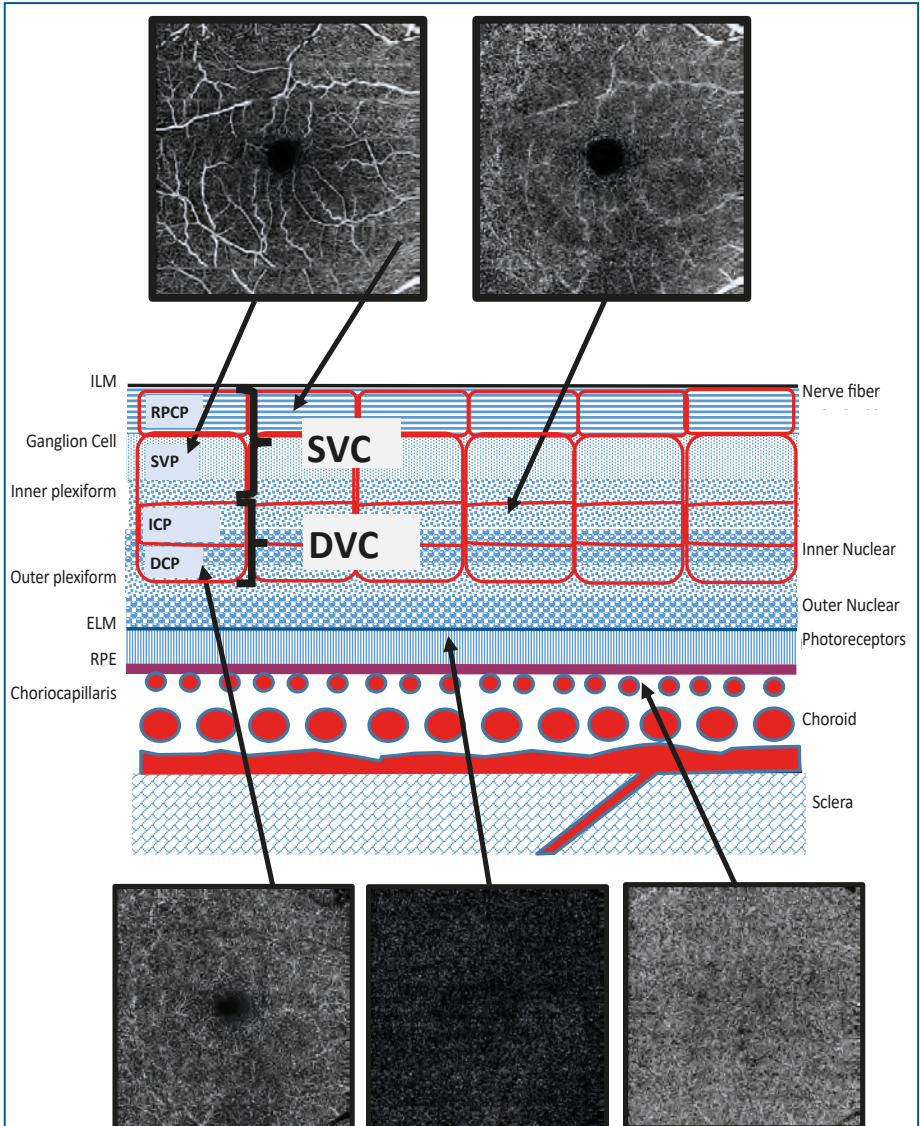 ILM
Nerve fiber
RPCP
Ganglion Cell
SVC
SVP
Inner plexiform
ICP
DVC
Inner Nuclear
DCP
Outer plexiform
Outer Nuclear
ELM
Photoreceptors
RPE
Choriocapillaris
Choroid
Sclera